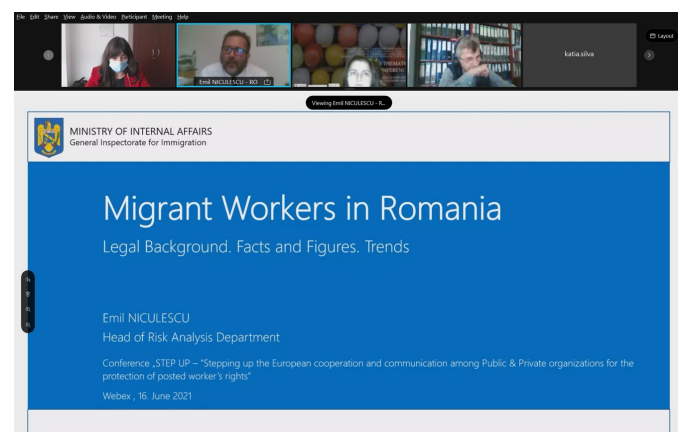 File Edit Share View Audio & Video Participant Meeting Help
Layout
THEMATI
Emil NICULESCU - RO
katia.silva
Viewing Emil NICULESCU - R...
MINISTRY OF INTERNAL AFFAIRS
General Inspectorate for Immigration
Migrant Workers in Romania
Legal Background. Facts and Figures. Trends
Emil NICULESCU
Head of Risk Analysis Department
Conference „STEP UP – "Stepping up the European cooperation and communication among Public & Private organizations for the
protection of posted worker's rights"
Webex , 16. June 2021